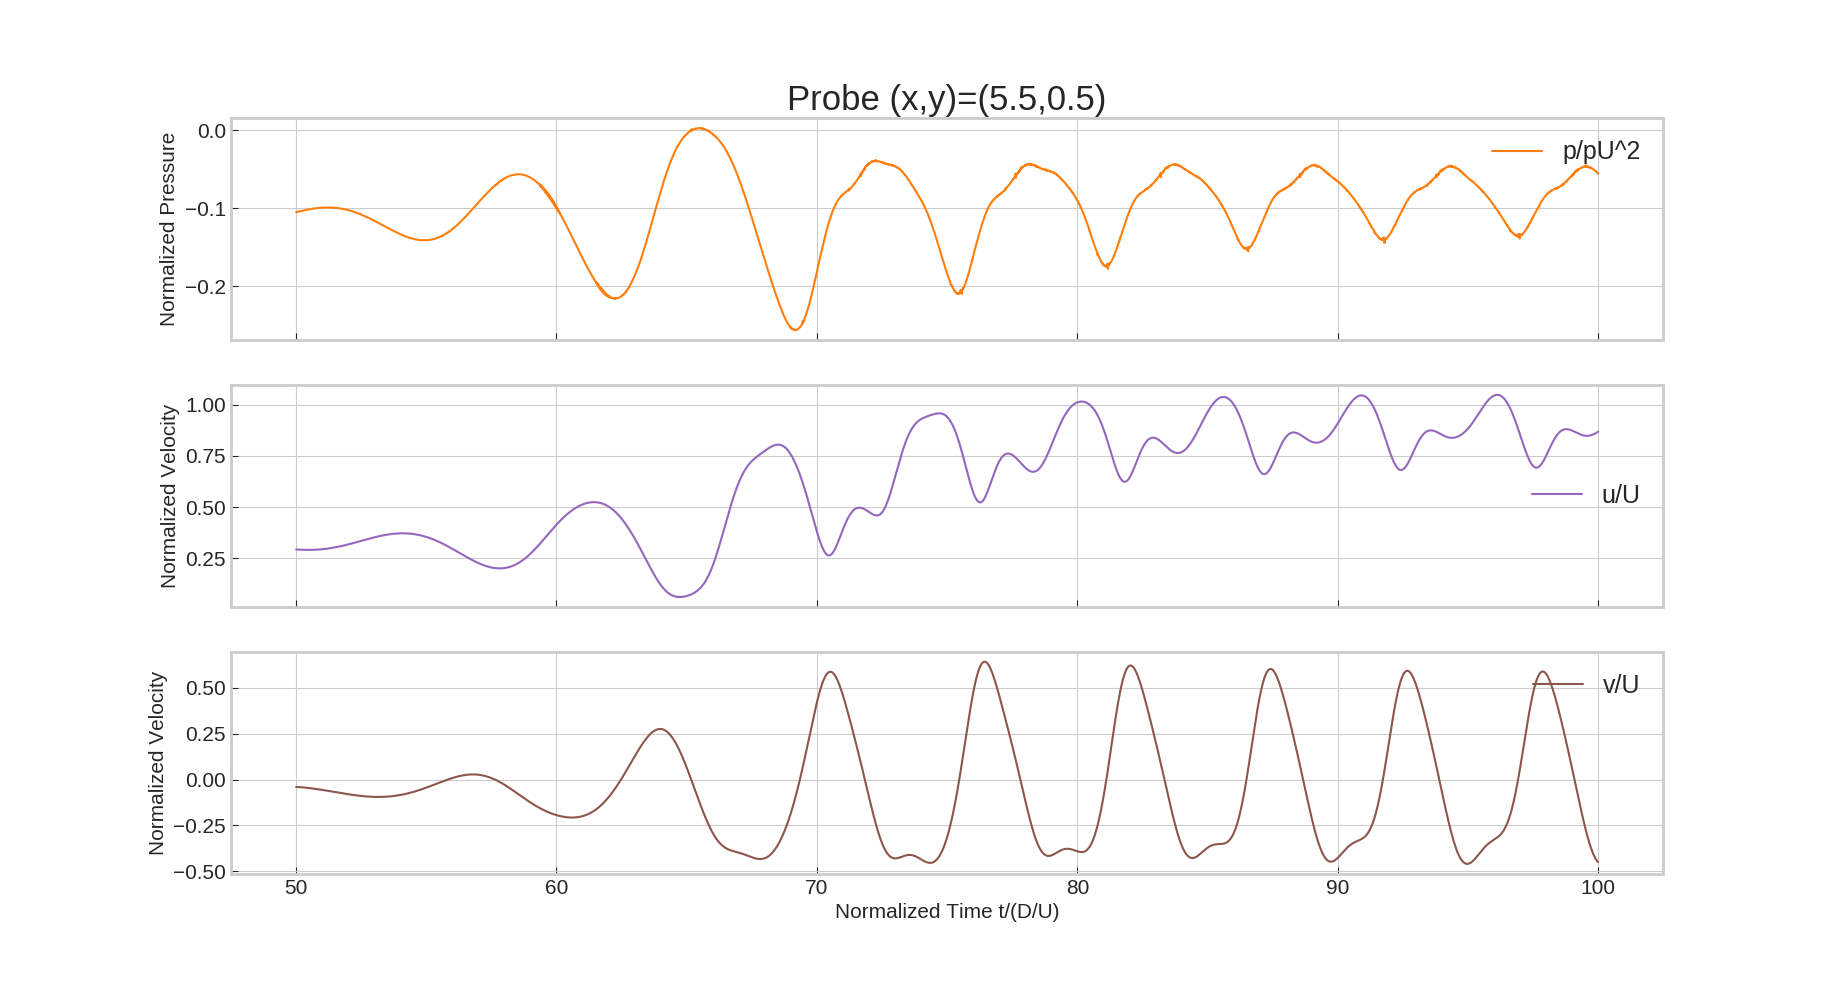 Probe (x,y)=(5.5,0.5)
Normalized Pressure
0.0
−0.1
−0.2
p/pU^2
Normalized Velocity
1.00
0.75
0.50
0.25
u/U
Normalized Velocity
0.50
0.25
0.00
−0.25
−0.50
v/U
50 60 70 80 90 100
Normalized Time t/(D/U)